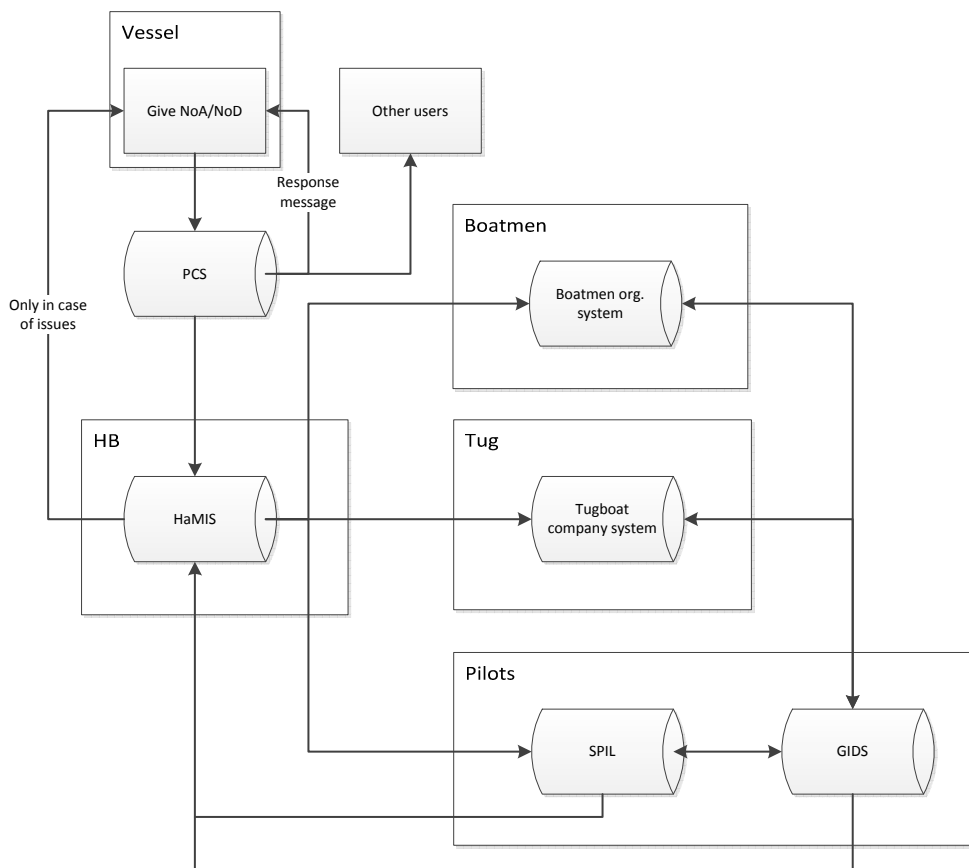 Vessel
Give NoA/NoD
Other users
Response
message
PCS
Boatmen
Boatmen org.
system
Only in case
of issues
HB
HaMIS
Tug
Tugboat
company system
Pilots
SPIL
GIDS